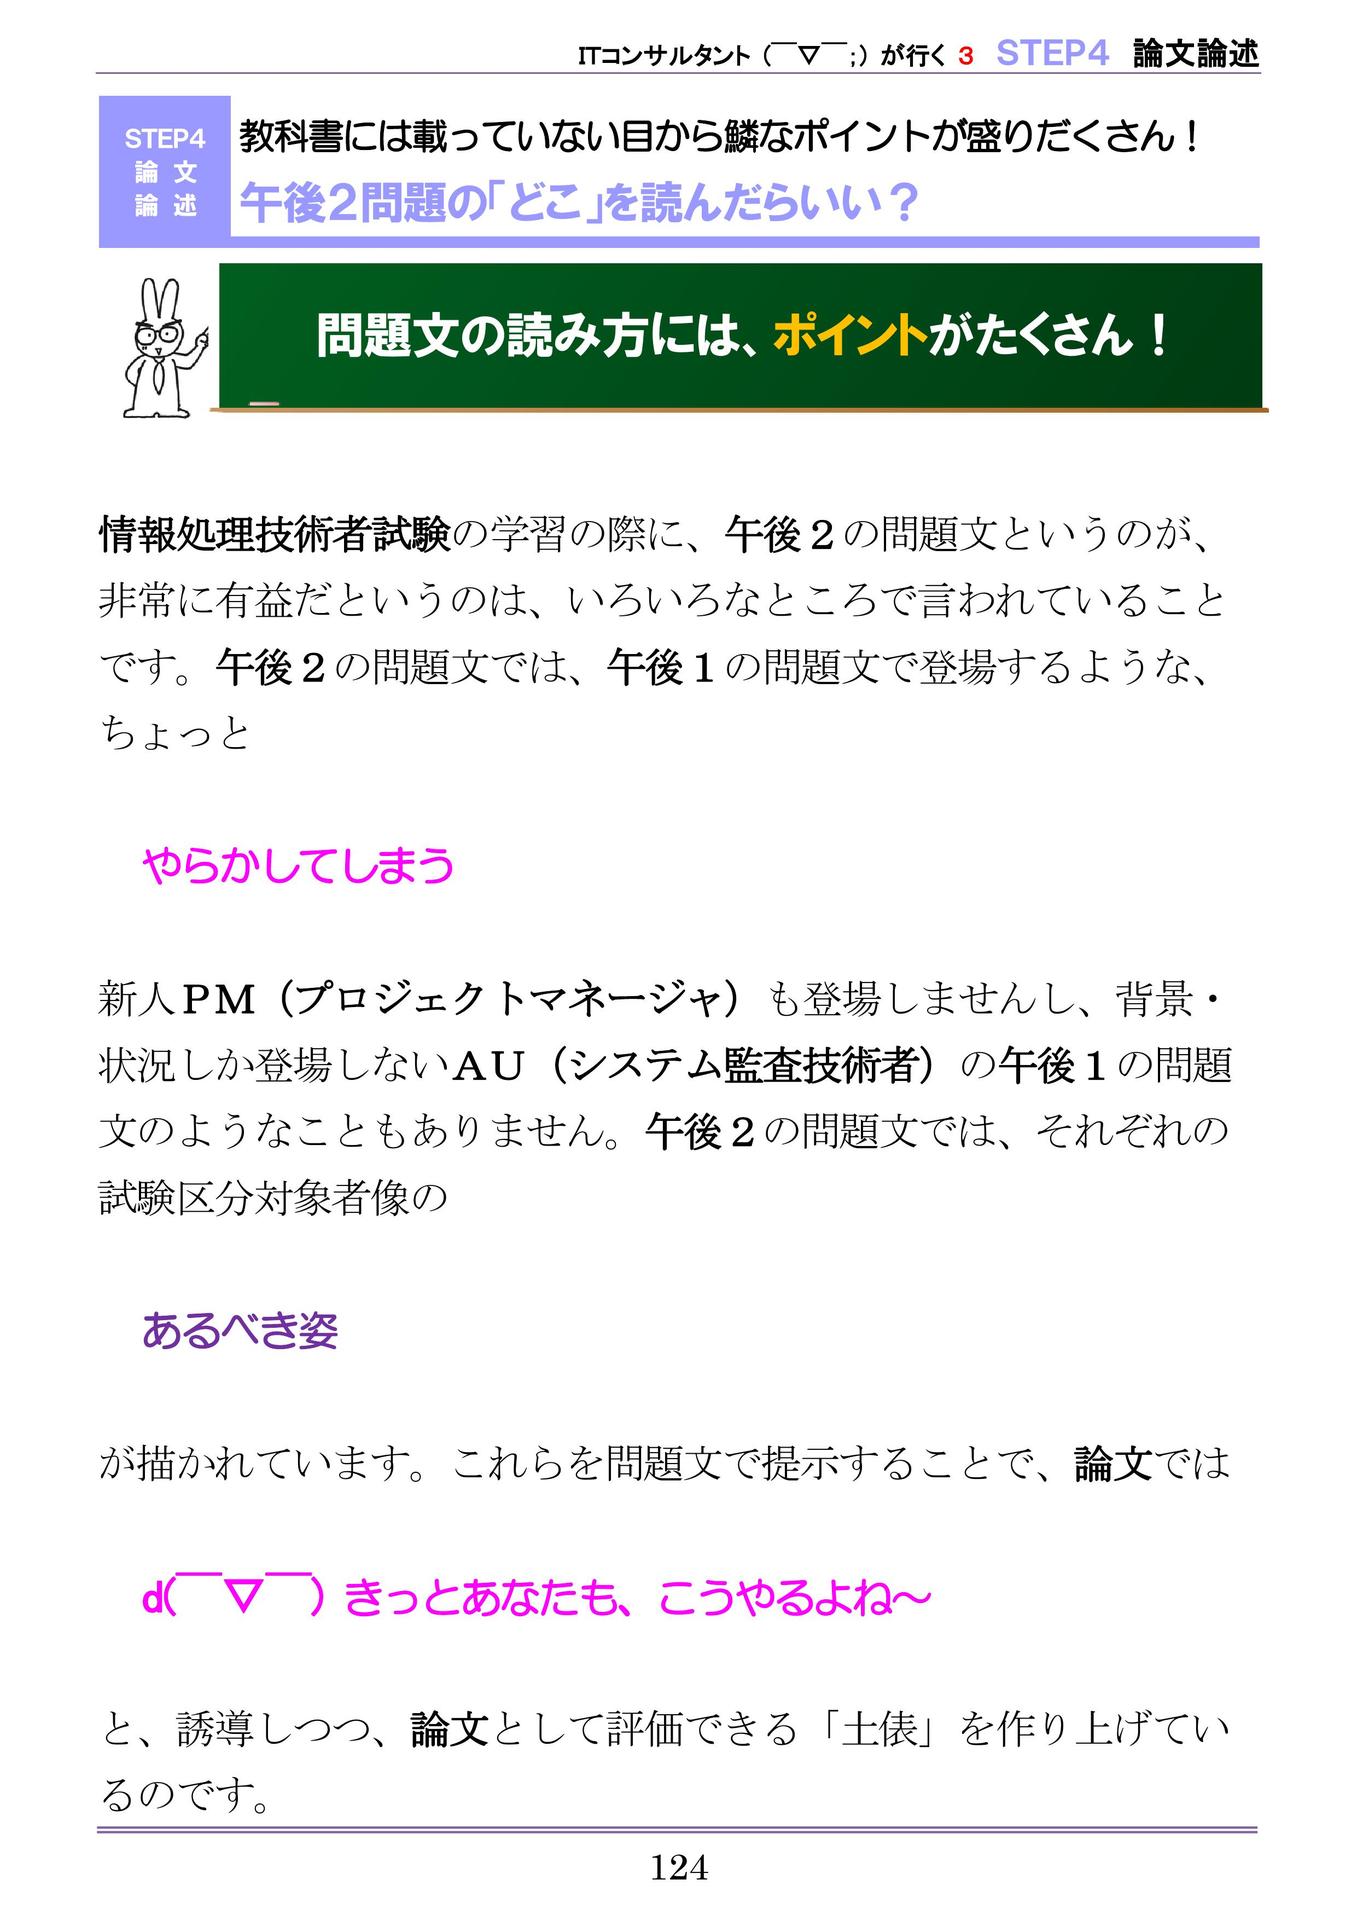 ITコンサルタント（￣▽￣；）が行く 3 STEP4 論文論述
STEP4
論文
論述
教科書には載っていない目から鱗なポイントが盛りだくさん！
午後２問題の「どこ」を読んだらいい？
問題文の読み方には、ポイントがたくさん！
情報処理技術者試験の学習の際に、午後２の問題文というのが、
非常に有益だというのは、いろいろなところで言われていること
です。午後２の問題文では、午後１の問題文で登場するような、
ちょっと
やらかしてしまう
新人ＰＭ（プロジェクトマネージャ）も登場しませんし、背景・
状況しか登場しないＡＵ（システム監査技術者）の午後１の問題
文のようなこともありません。午後２の問題文では、それぞれの
試験区分対象者像の
あるべき姿
が描かれています。これらを問題文で提示することで、論文では
d(￣▽￣）きっとあなたも、こうやるよね～
と、誘導しつつ、論文として評価できる「土俵」を作り上げてい
るのです。
124